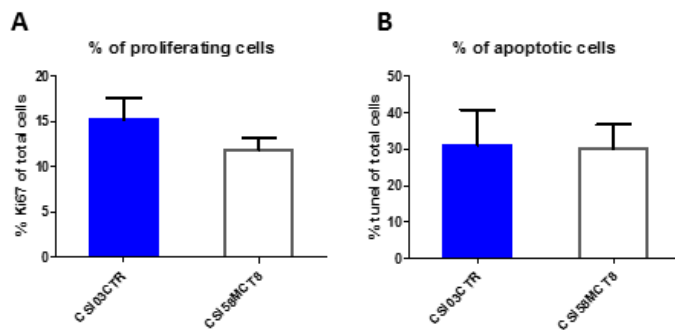 A
% of proliferating cells
% Ki67 of total cells
20
15
10
5
0
CSI03CTR
CSI58MCT8
B
% of apoptotic cells
% tunel of total cells
50
40
30
20
10
0
CSI03CTR
CSI58MCT8